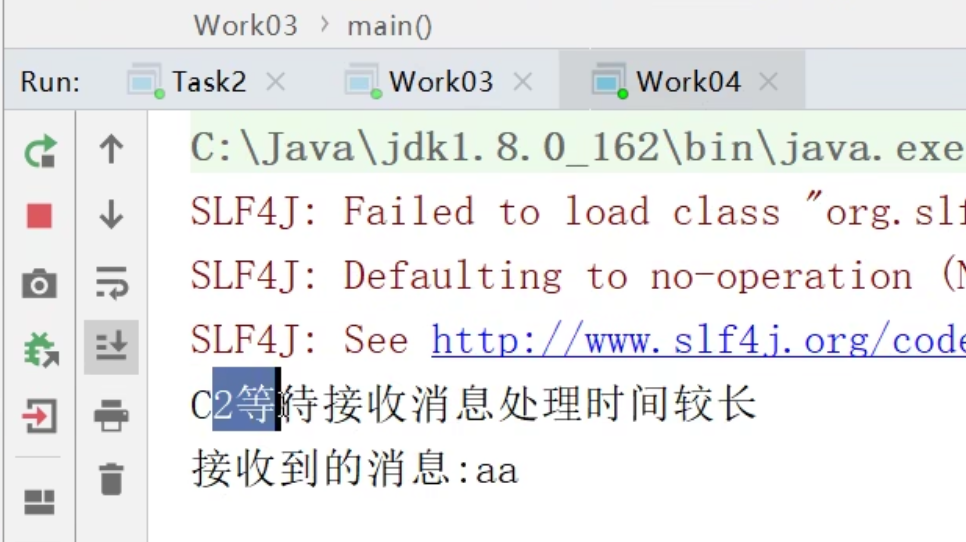 Work03 > main()
Run: Task2 × Work03 × Work04 ×
C:\Java\jdk1.8.0_162\bin\java.exe
SLF4J: Failed to load class "org.slf
SLF4J: Defaulting to no-operation (N
SLF4J: See http://www.slf4j.org/code
C2等待接收消息处理时间较长
接收到的消息:aa